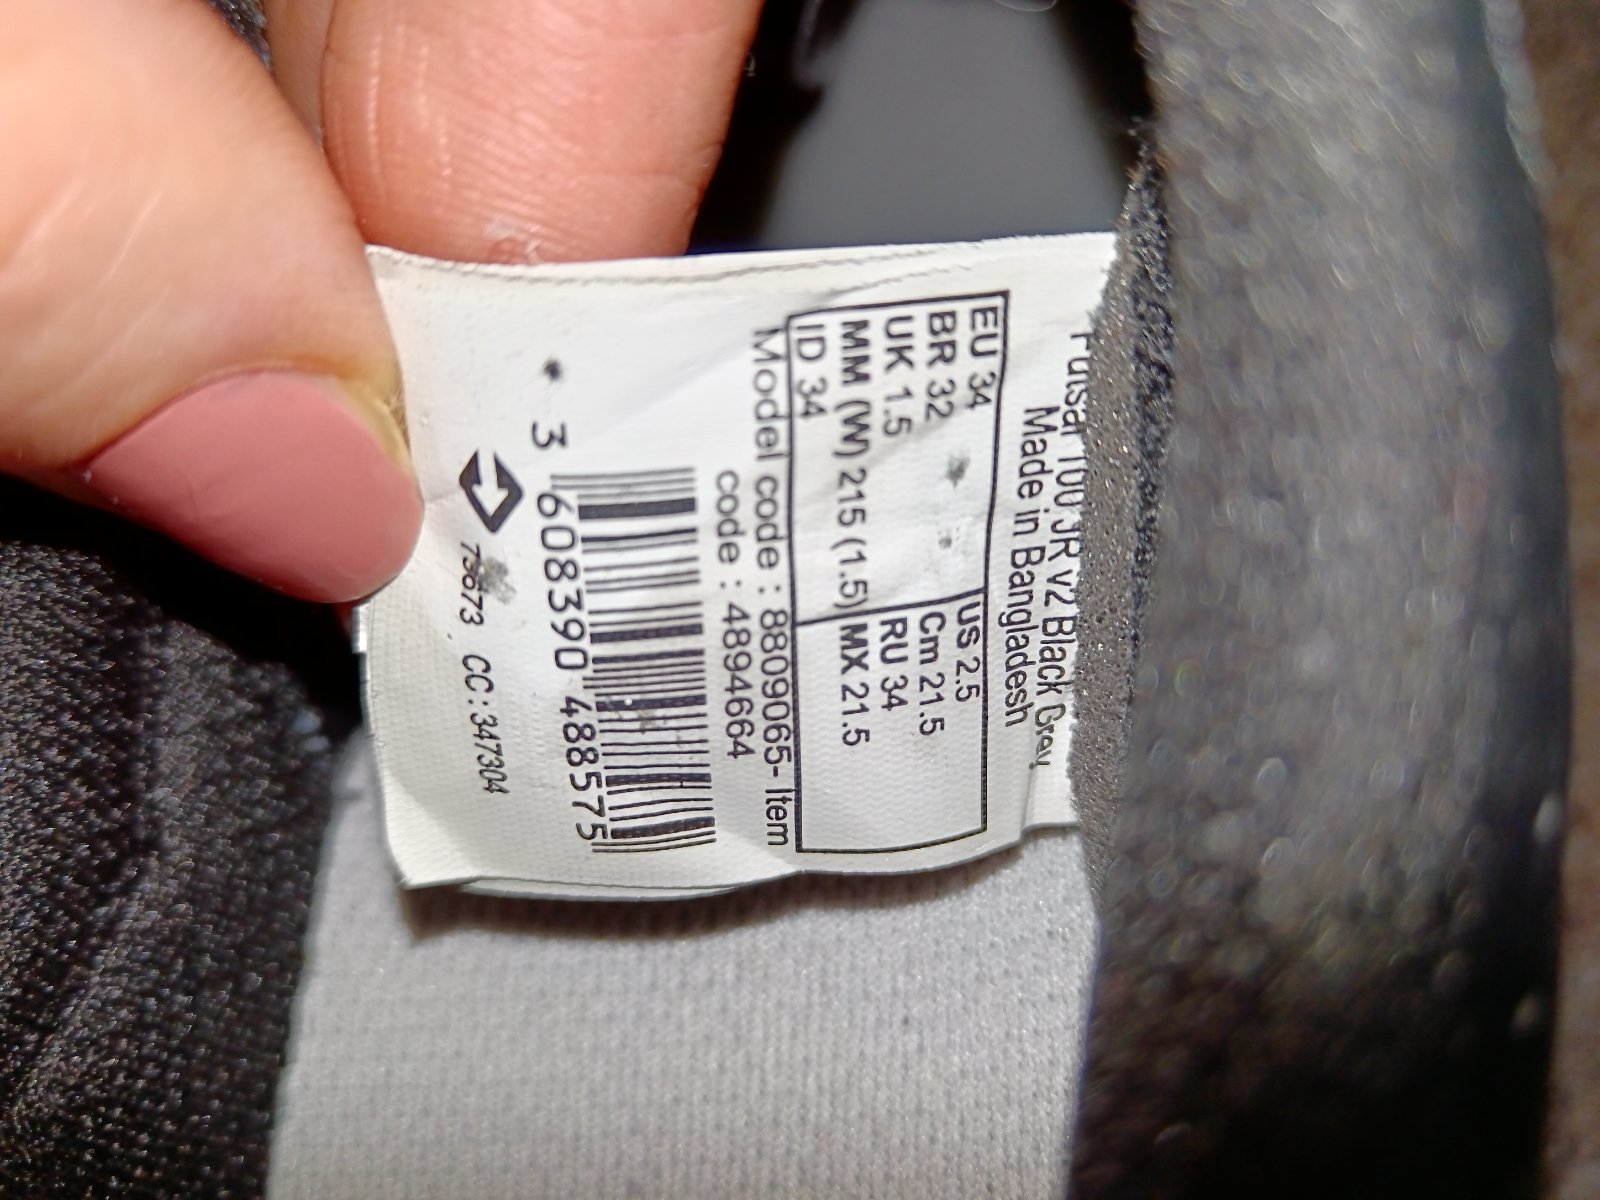 Futsal 100 JR v2 Black Grey
Made in Bangladesh
EU 34 US 2.5
BR 32 Cm 21.5
UK 1.5 RU 34
MM (W) 215 (1.5) MX 21.5
ID 34
Model code : 8809065- Item
code : 4894664
3 608390 488575
73673 CC : 347304